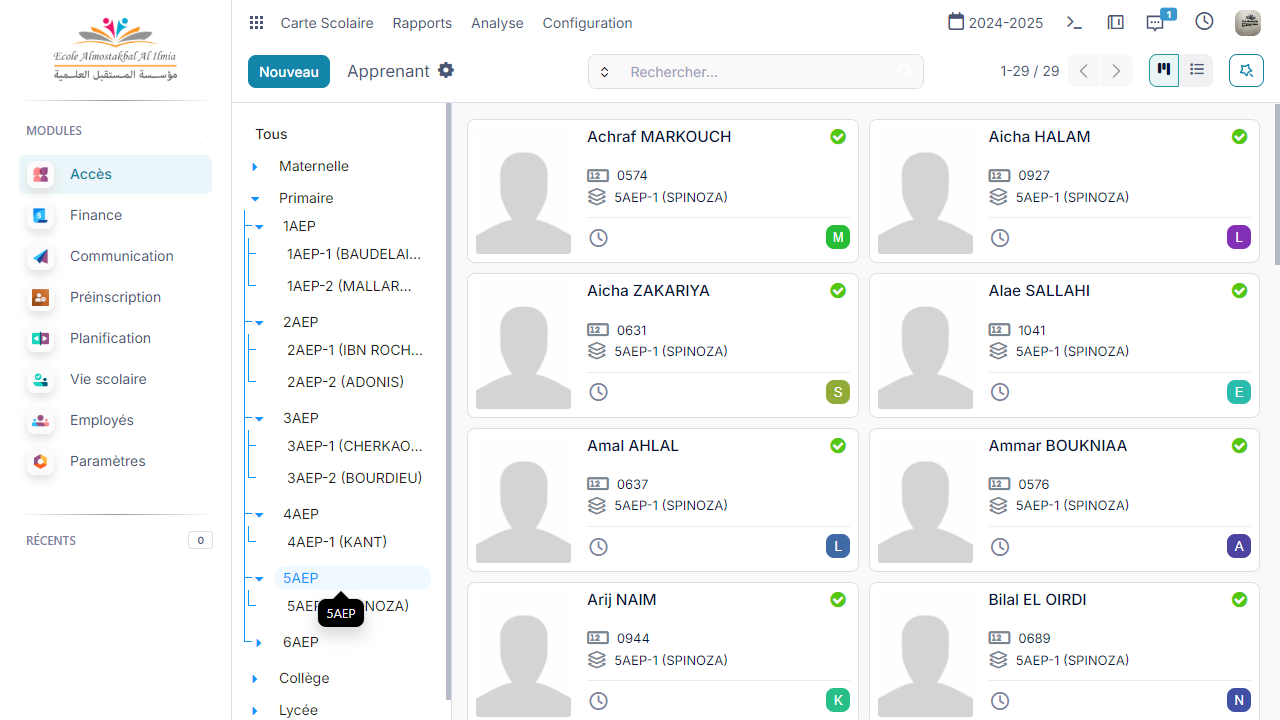 Ecole Almostakbal Al Ilmia
مؤسسة المستقبل العلمية
Carte Scolaire
Rapports
Analyse
Configuration
2024-2025
1
Nouveau
Apprenant
Rechercher...
1-29 / 29
MODULES
Accès
Finance
Communication
Préinscription
Planification
Vie scolaire
Employés
Paramètres
RÉCENTS
0
Tous
Maternelle
Primaire
1AEP
1AEP-1 (BAUDELAI...
1AEP-2 (MALLAR...
2AEP
2AEP-1 (IBN ROCH...
2AEP-2 (ADONIS)
3AEP
3AEP-1 (CHERKAO...
3AEP-2 (BOURDIEU)
4AEP
4AEP-1 (KANT)
5AEP
5AEP
6AEP
Collège
Lycée
Achraf MARKOUCH
0574
5AEP-1 (SPINOZA)
M
Aicha HALAM
0927
5AEP-1 (SPINOZA)
L
Aicha ZAKARIYA
0631
5AEP-1 (SPINOZA)
S
Alae SALLAHI
1041
5AEP-1 (SPINOZA)
E
Amal AHLAL
0637
5AEP-1 (SPINOZA)
L
Ammar BOUKNIAA
0576
5AEP-1 (SPINOZA)
A
Arij NAIM
0944
5AEP-1 (SPINOZA)
K
Bilal EL OIRDI
0689
5AEP-1 (SPINOZA)
N